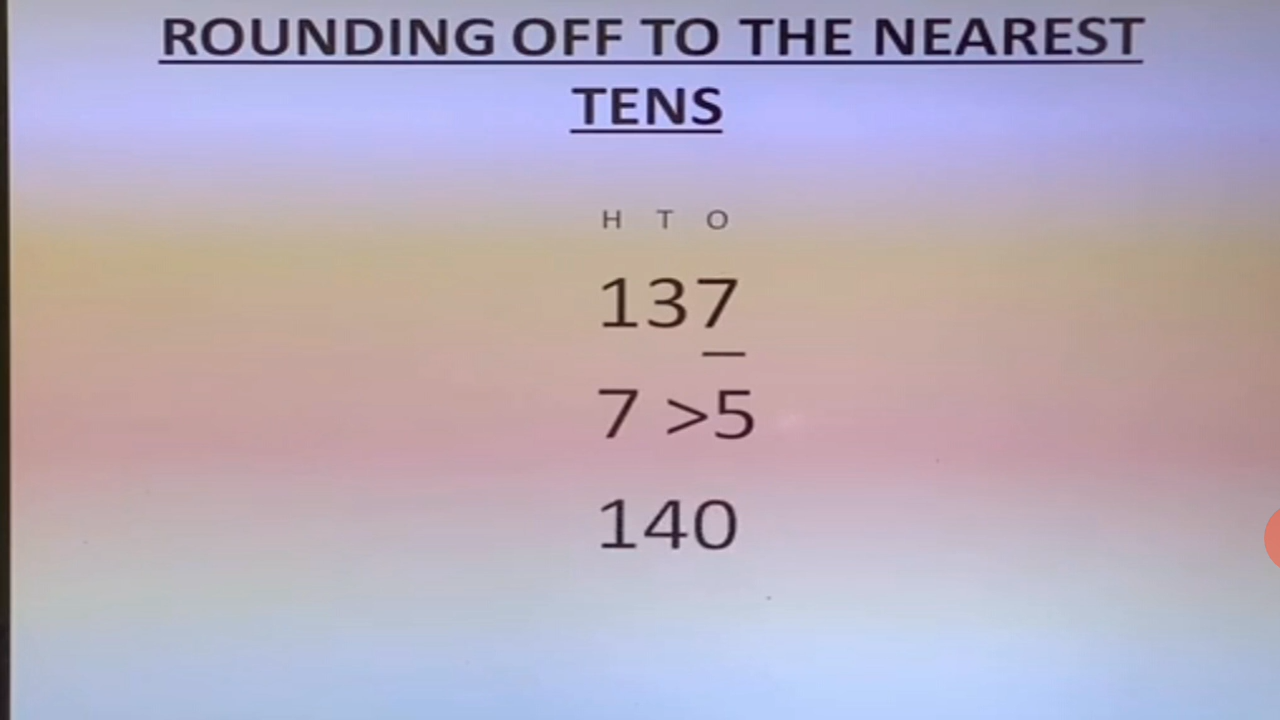 ROUNDING OFF TO THE NEAREST
TENS
H T O
137
7 >5
140